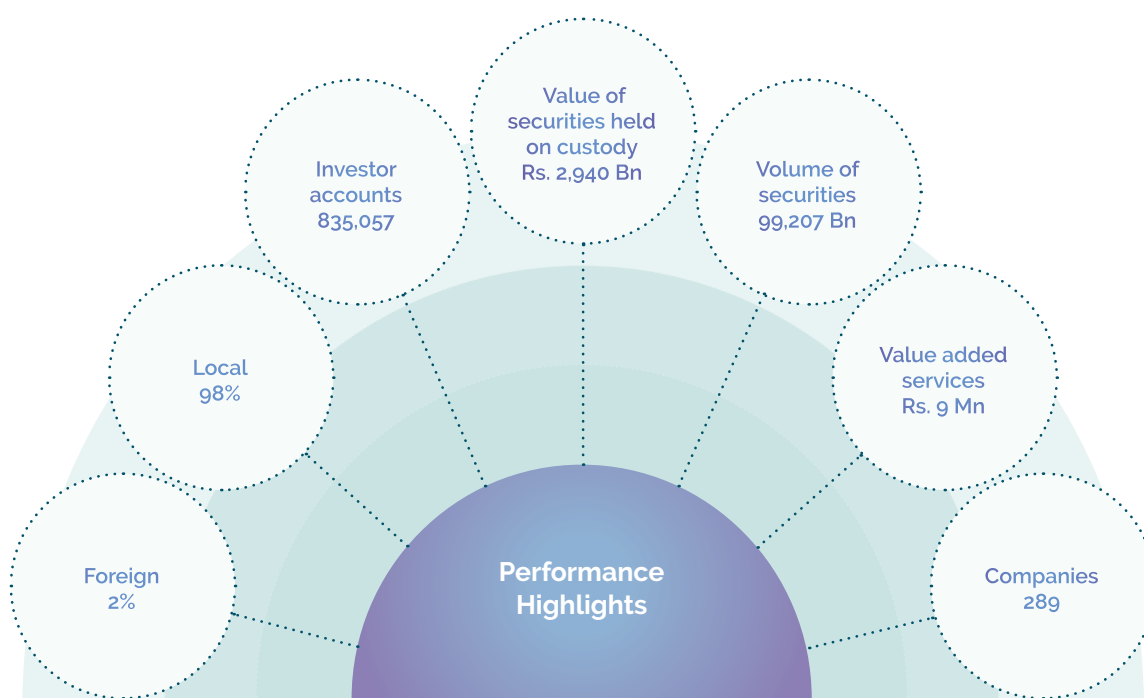 Value of
securities held
on custody
Rs. 2,940 Bn
Investor
accounts
835,057
Volume of
securities
99,207 Bn
Local
98%
Value added
services
Rs. 9 Mn
Foreign
2%
Performance
Highlights
Companies
289